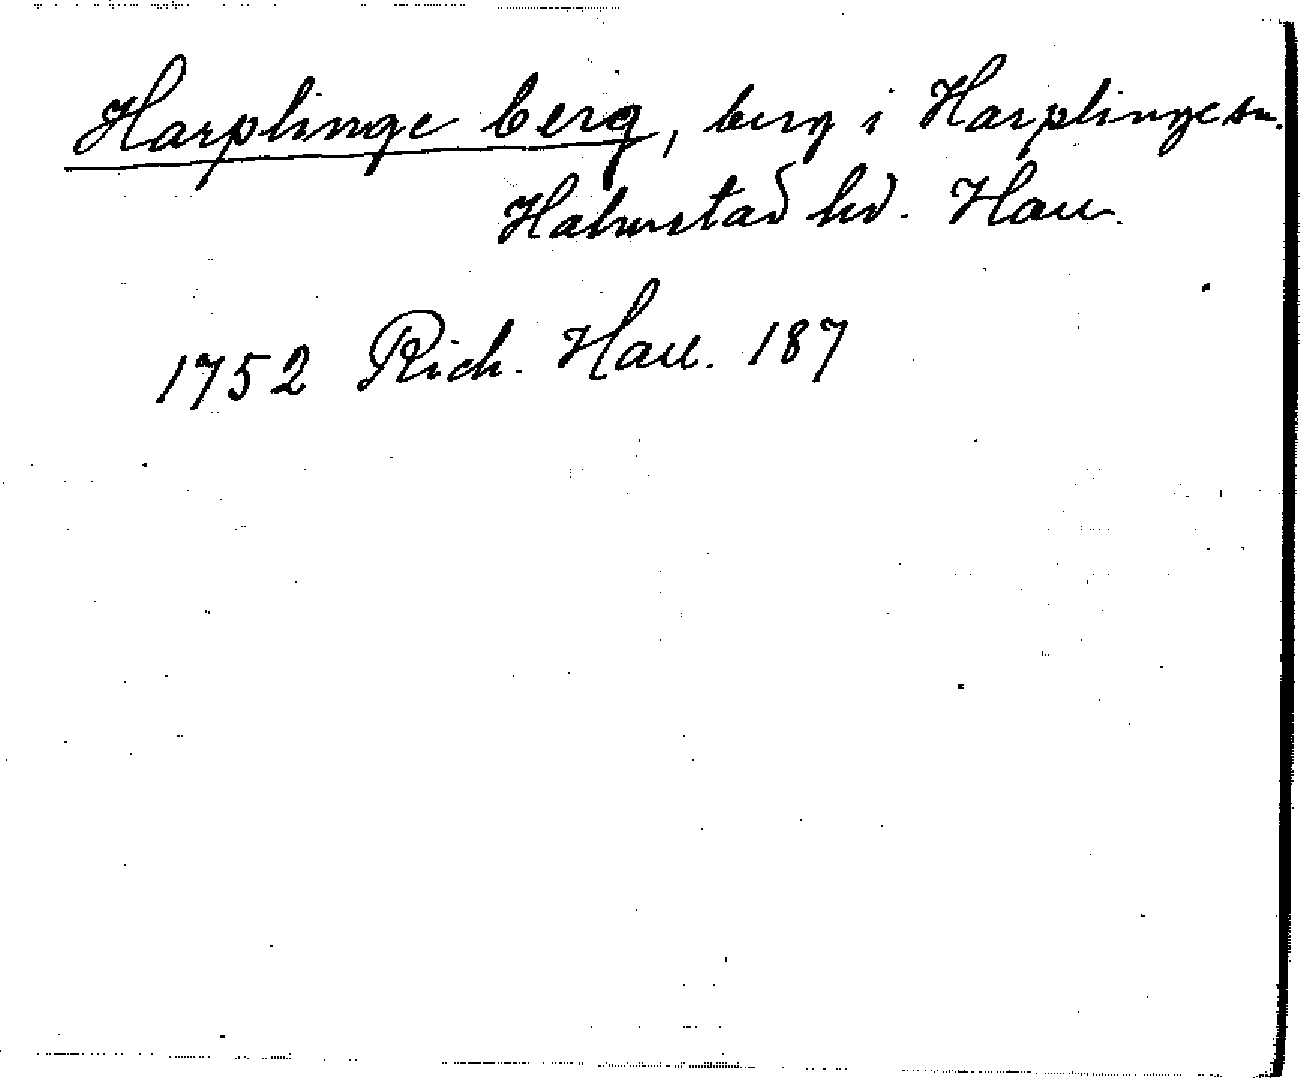 Harplinge berg, berg i Harplinge sn.
Halmstad hd. Hall.
1752 Rich. Hall. 187